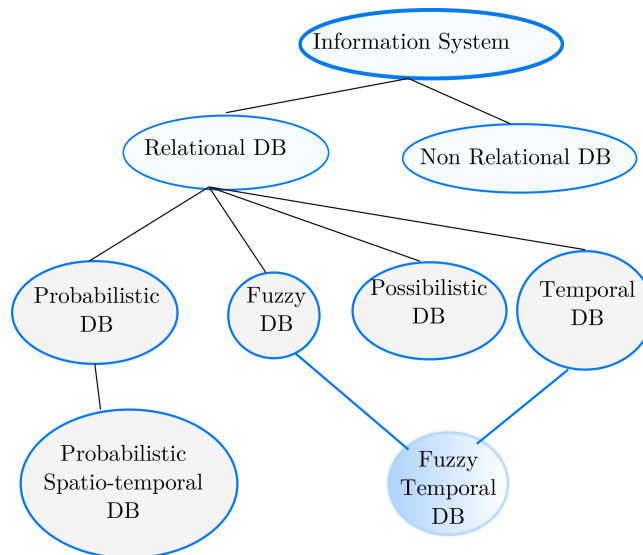 Information System
Relational DB
Non Relational DB
Probabilistic
DB
Fuzzy
DB
Possibilistic
DB
Temporal
DB
Probabilistic
Spatio-temporal
DB
Fuzzy
Temporal
DB